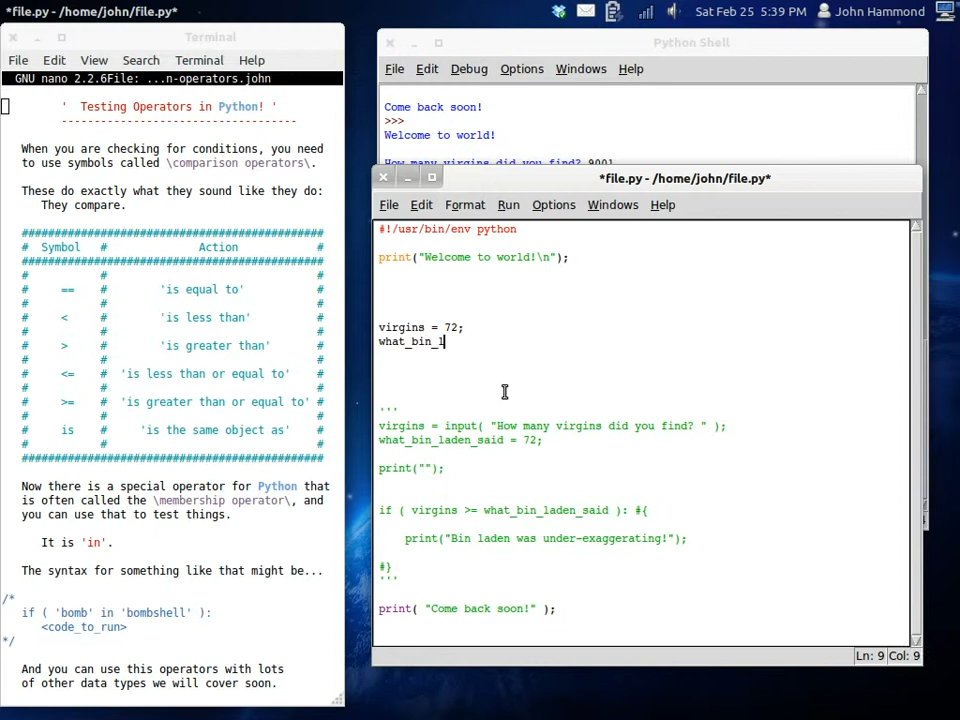 *file.py - /home/john/file.py*
Sat Feb 25 5:39 PM
John Hammond
Terminal
File Edit View Search Terminal Help
GNU nano 2.2.6File: ...n-operators.john
' Testing Operators in Python! '
------------------------------------
When you are checking for conditions, you need
to use symbols called \comparison operators\.
These do exactly what they sound like they do:
They compare.
##############################################
# Symbol # Action #
##############################################
# # #
# == # 'is equal to' #
# # #
# < # 'is less than' #
# # #
# > # 'is greater than' #
# # #
# <= # 'is less than or equal to' #
# # #
# >= # 'is greater than or equal to' #
# # #
# is # 'is the same object as' #
# # #
##############################################
Now there is a special operator for Python that
is often called the \membership operator\, and
you can use that to test things.
It is 'in'.
The syntax for something like that might be...
/*
if ( 'bomb' in 'bombshell' ):
<code_to_run>
*/
And you can use this operators with lots
of other data types we will cover soon.
Python Shell
File Edit Debug Options Windows Help
Come back soon!
>>>
Welcome to world!
How many virgins did you find? 9001
*file.py - /home/john/file.py*
File Edit Format Run Options Windows Help
#!/usr/bin/env python
print("Welcome to world!\n");
virgins = 72;
what_bin_l
'''
virgins = input( "How many virgins did you find? " );
what_bin_laden_said = 72;
print("");
if ( virgins >= what_bin_laden_said ): #{
print("Bin laden was under-exaggerating!");
#}
'''
print( "Come back soon!" );
Ln: 9 Col: 9